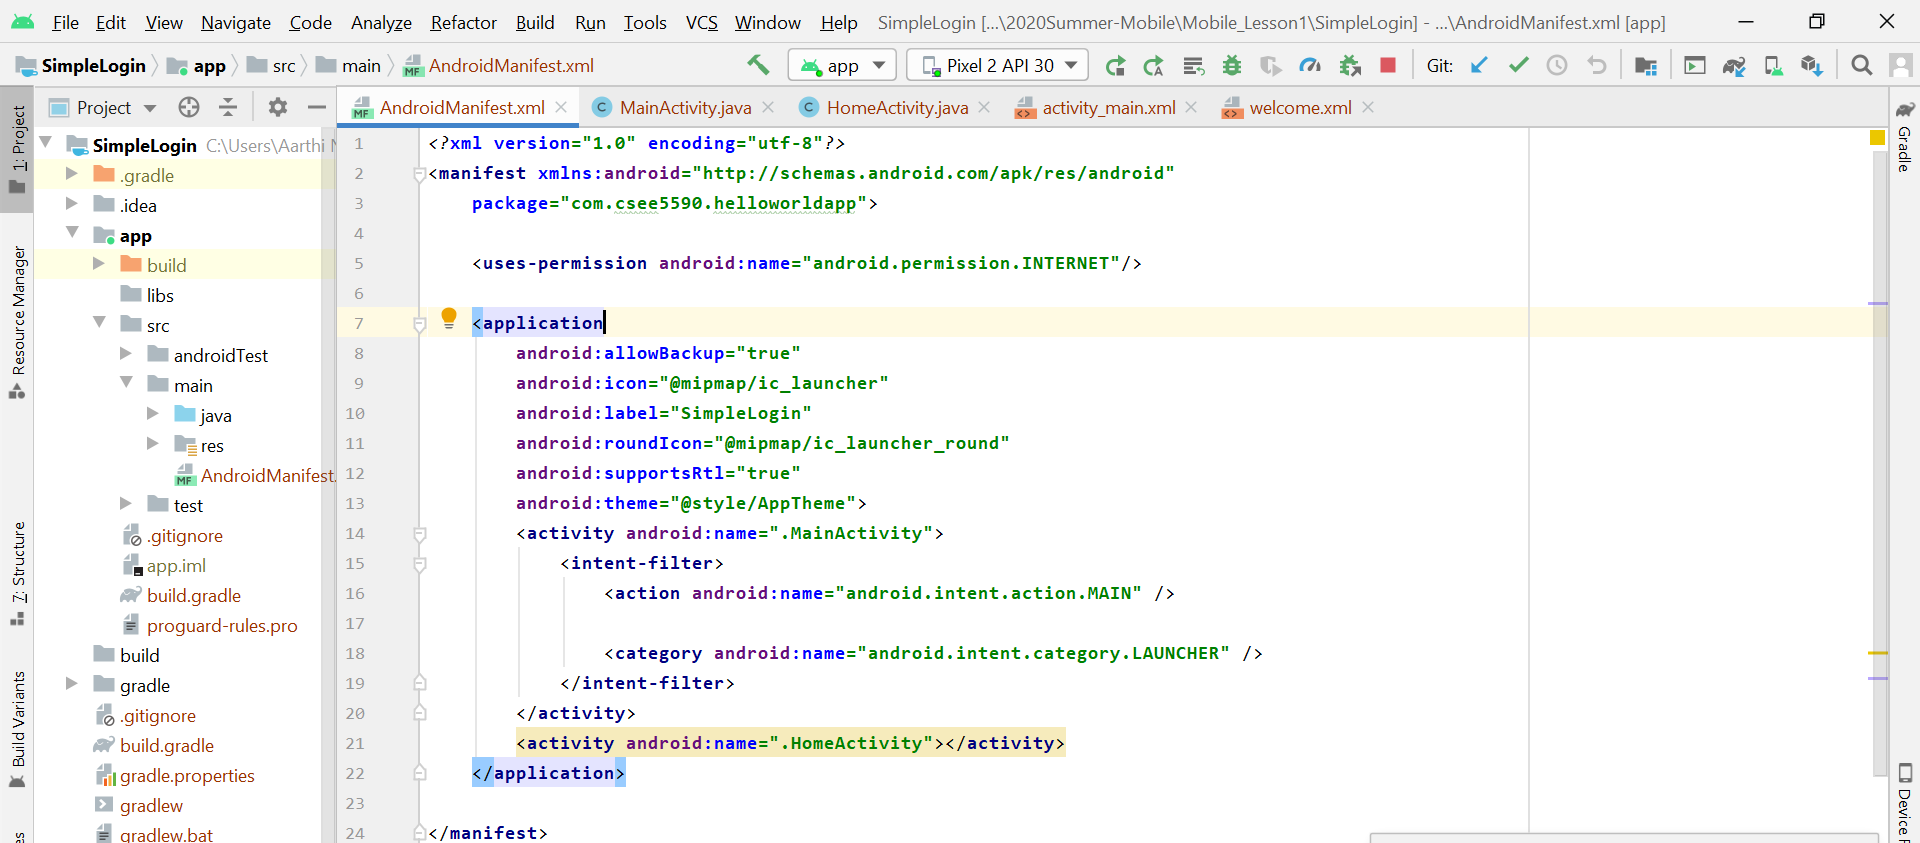 File Edit View Navigate Code Analyze Refactor Build Run Tools VCS Window Help SimpleLogin [...\2020Summer-Mobile\Mobile_Lesson1\SimpleLogin] - ...\AndroidManifest.xml [app]
SimpleLogin app src main AndroidManifest.xml app Pixel 2 API 30 Git:
Project AndroidManifest.xml MainActivity.java HomeActivity.java activity_main.xml welcome.xml
1: Project
Resource Manager
7: Structure
Build Variants
SimpleLogin C:\Users\Aarthi
.gradle
.idea
app
build
libs
src
androidTest
main
java
res
AndroidManifest.
test
.gitignore
app.iml
build.gradle
proguard-rules.pro
build
gradle
.gitignore
build.gradle
gradle.properties
gradlew
gradlew.bat
1 <?xml version="1.0" encoding="utf-8"?>
2 <manifest xmlns:android="http://schemas.android.com/apk/res/android"
3 package="com.csee5590.helloworldapp">
4
5 <uses-permission android:name="android.permission.INTERNET"/>
6
7 <application
8 android:allowBackup="true"
9 android:icon="@mipmap/ic_launcher"
10 android:label="SimpleLogin"
11 android:roundIcon="@mipmap/ic_launcher_round"
12 android:supportsRtl="true"
13 android:theme="@style/AppTheme">
14 <activity android:name=".MainActivity">
15 <intent-filter>
16 <action android:name="android.intent.action.MAIN" />
17
18 <category android:name="android.intent.category.LAUNCHER" />
19 </intent-filter>
20 </activity>
21 <activity android:name=".HomeActivity"></activity>
22 </application>
23
24 </manifest>
Gradle
Device